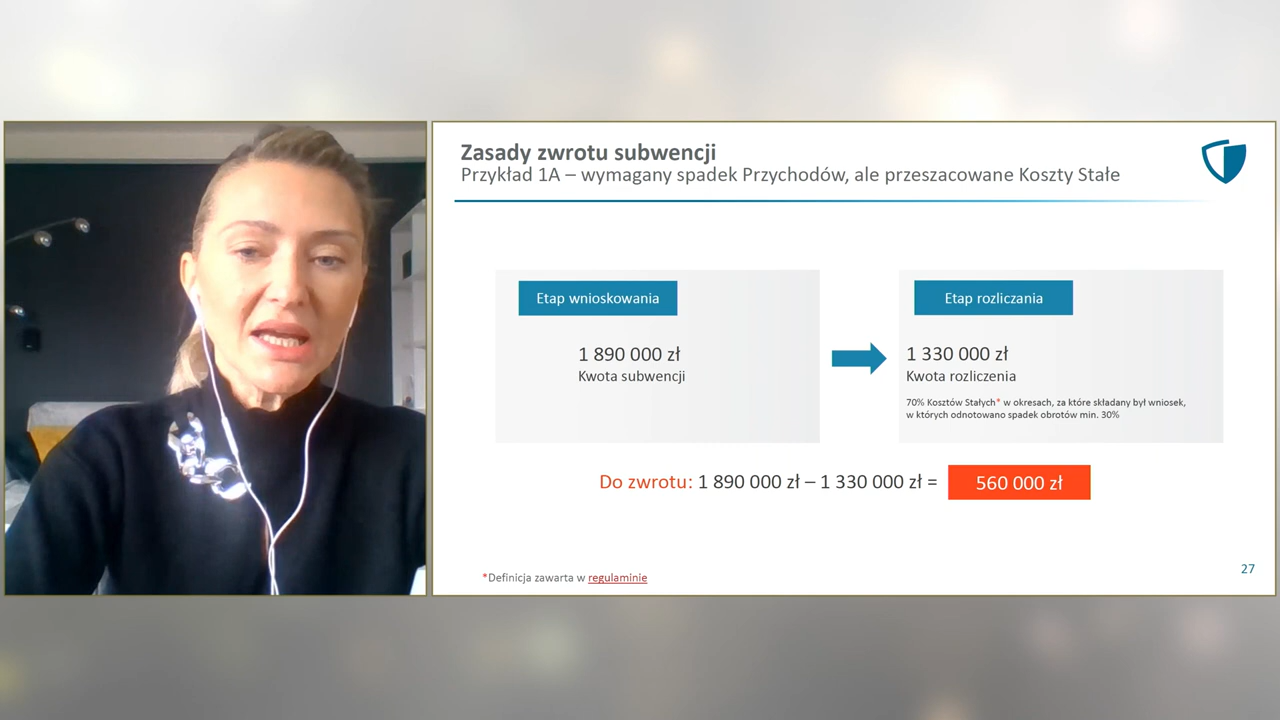 Zasady zwrotu subwencji
Przykład 1A – wymagany spadek Przychodów, ale przeszacowane Koszty Stałe
Etap wnioskowania
1 890 000 zł
Kwota subwencji
Etap rozliczania
1 330 000 zł
Kwota rozliczenia
70% Kosztów Stałych* w okresach, za które składany był wniosek,
w których odnotowano spadek obrotów min. 30%
Do zwrotu: 1 890 000 zł – 1 330 000 zł = 560 000 zł
*Definicja zawarta w regulaminie
27